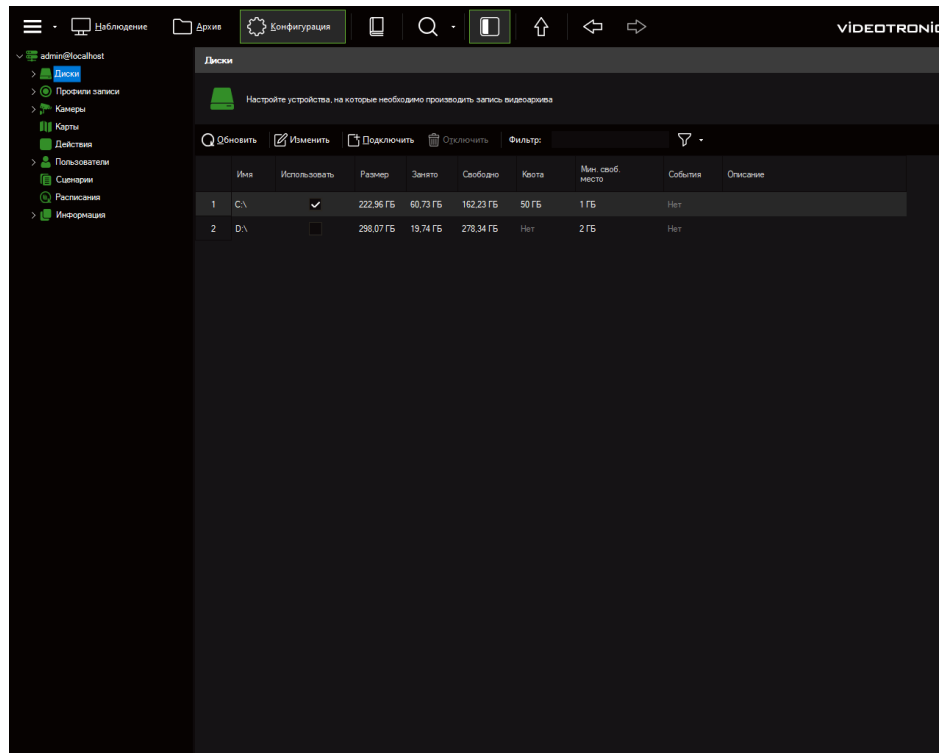 Наблюдение Архив Конфигурация VIDEOTRONIC
admin@localhost
Диски
Профили записи
Камеры
Карты
Действия
Пользователи
Сценарии
Расписания
Информация
Диски
Настройте устройства, на которые необходимо производить запись видеоархива
Обновить Изменить Подключить Отключить Фильтр:
Имя Использовать Размер Занято Свободно Квота Мин. своб. место События Описание
1 C:\ 222,96 ГБ 60,73 ГБ 162,23 ГБ 50 ГБ 1 ГБ Нет
2 D:\ 298,07 ГБ 19,74 ГБ 278,34 ГБ Нет 2 ГБ Нет